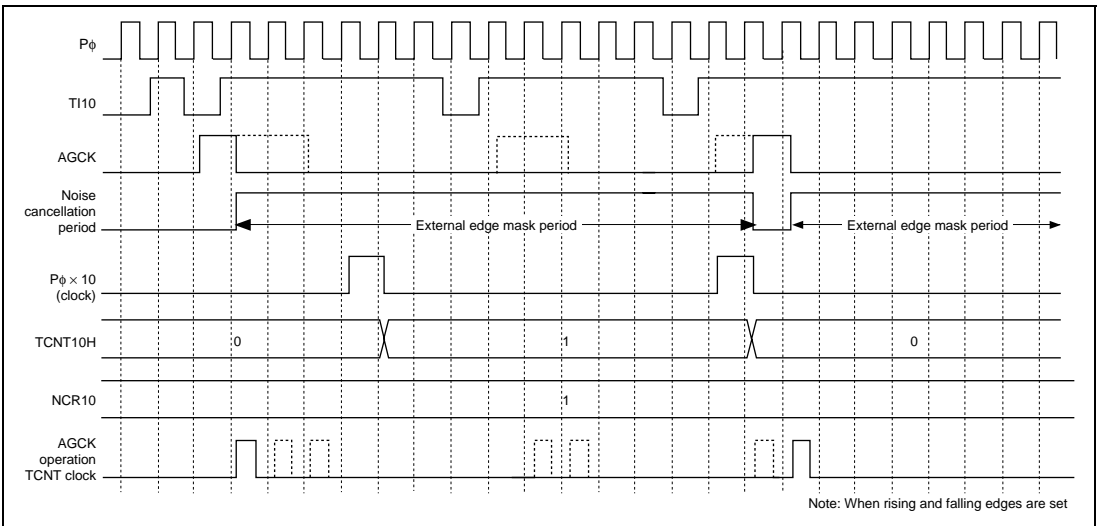 Pφ
TI10
AGCK
Noise
cancellation
period
External edge mask period
External edge mask period
Pφ × 10
(clock)
TCNT10H
0
1
0
NCR10
1
AGCK
operation
TCNT clock
Note: When rising and falling edges are set